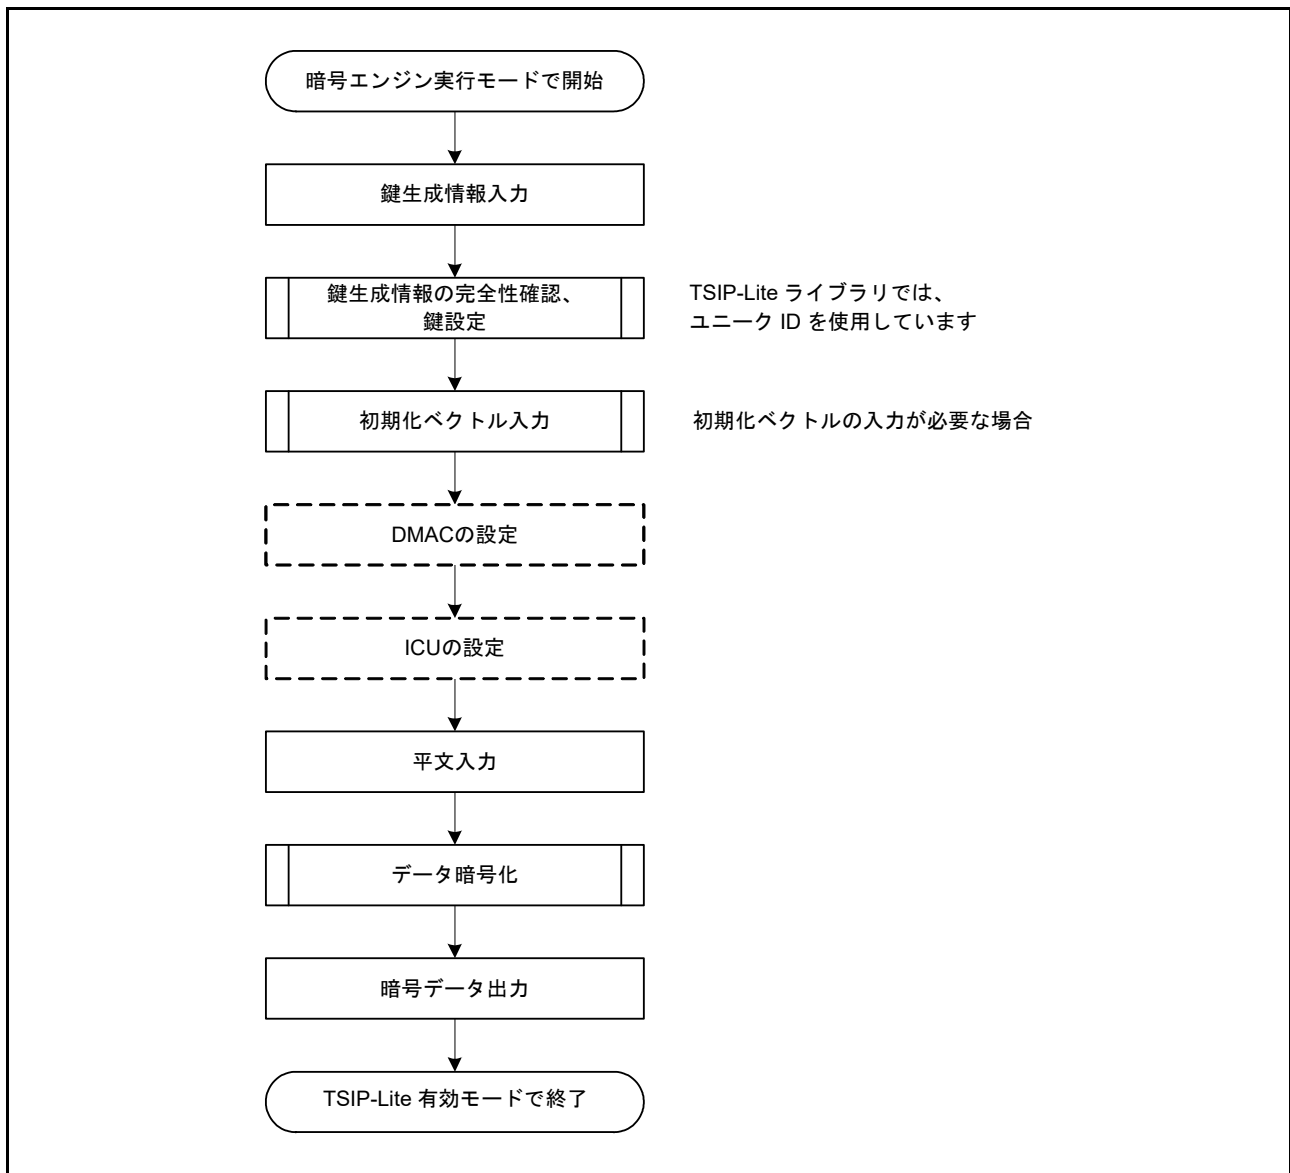 暗号エンジン実行モードで開始
鍵生成情報入力
鍵生成情報の完全性確認、
鍵設定
TSIP-Lite ライブラリでは、
ユニーク ID を使用しています
初期化ベクトル入力
初期化ベクトルの入力が必要な場合
DMACの設定
ICUの設定
平文入力
データ暗号化
暗号データ出力
TSIP-Lite 有効モードで終了